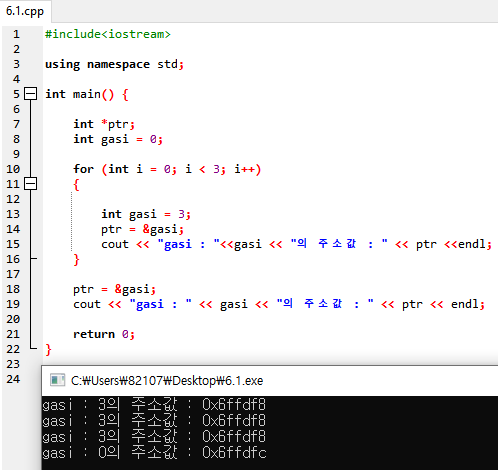 6.1.cpp
1 #include<iostream>
2
3 using namespace std;
4
5 int main() {
6
7 int *ptr;
8 int gasi = 0;
9
10 for (int i = 0; i < 3; i++)
11 {
12
13 int gasi = 3;
14 ptr = &gasi;
15 cout << "gasi : "<<gasi << "의 주소값 : " << ptr <<endl;
16 }
17
18 ptr = &gasi;
19 cout << "gasi : " << gasi << "의 주소값 : " << ptr << endl;
20
21 return 0;
22 }
23
24
C:₩Users₩82107₩Desktop₩6.1.exe
gasi : 3의 주소값 : 0x6ffdf8
gasi : 3의 주소값 : 0x6ffdf8
gasi : 3의 주소값 : 0x6ffdf8
gasi : 0의 주소값 : 0x6ffdfc